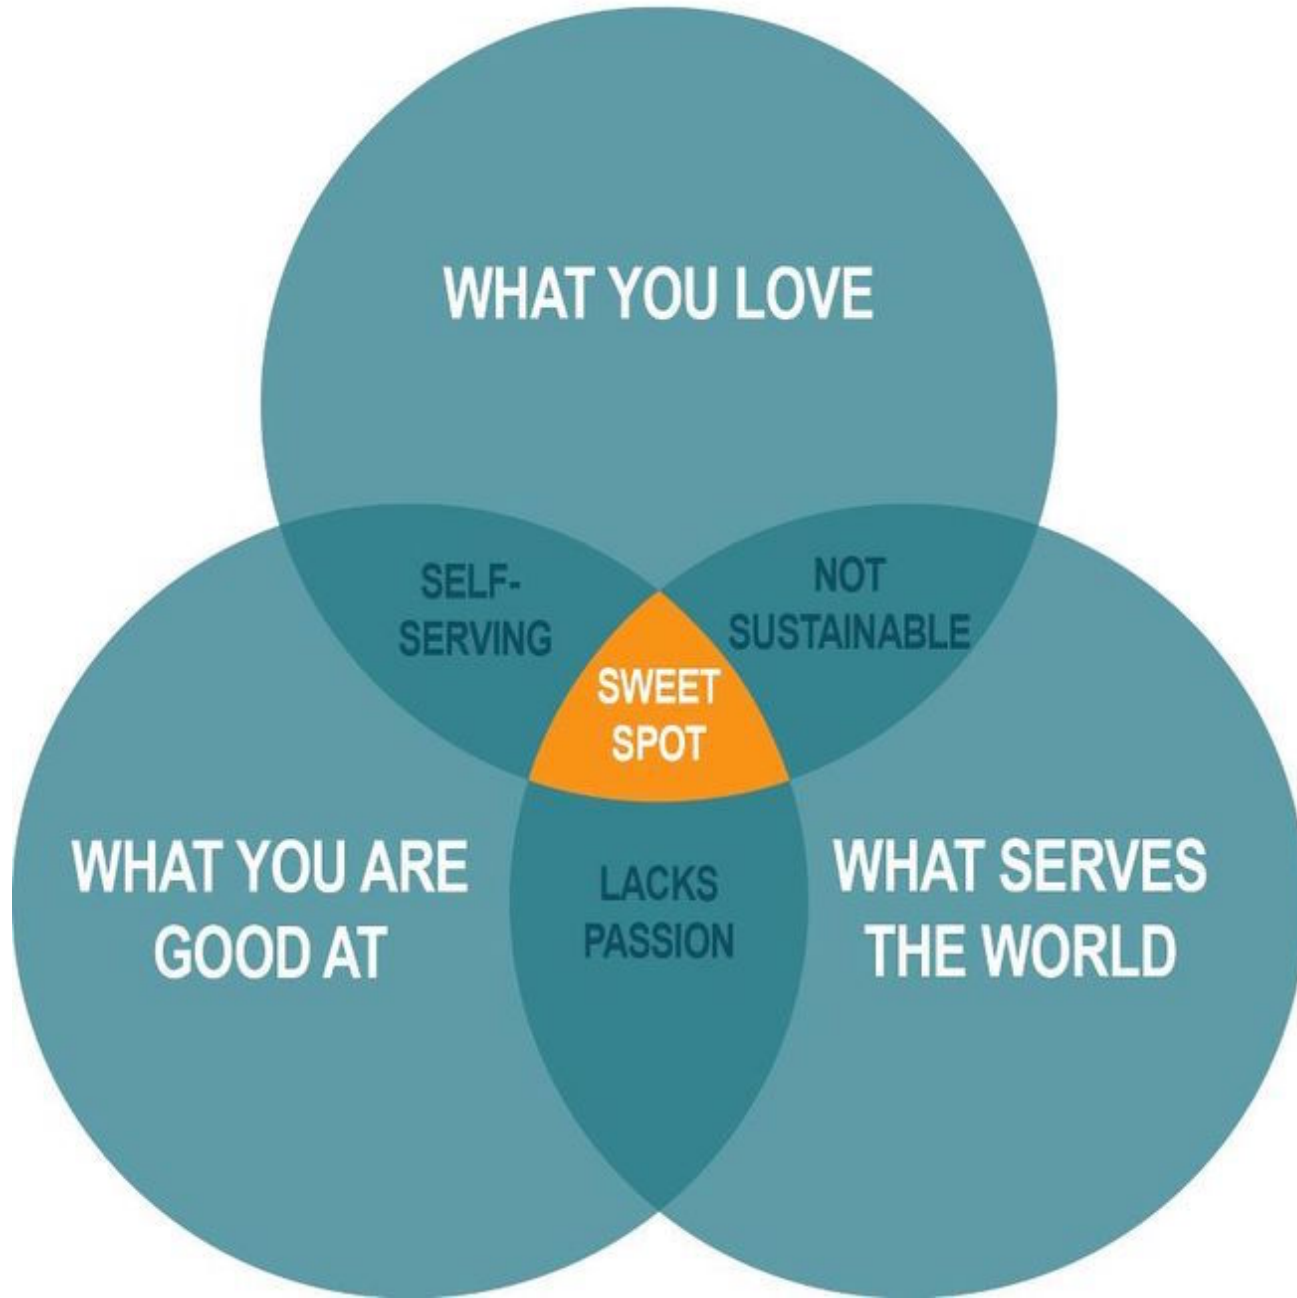 WHAT YOU LOVE
SELF-
SERVING
NOT
SUSTAINABLE
SWEET
SPOT
WHAT YOU ARE
GOOD AT
LACKS
PASSION
WHAT SERVES
THE WORLD